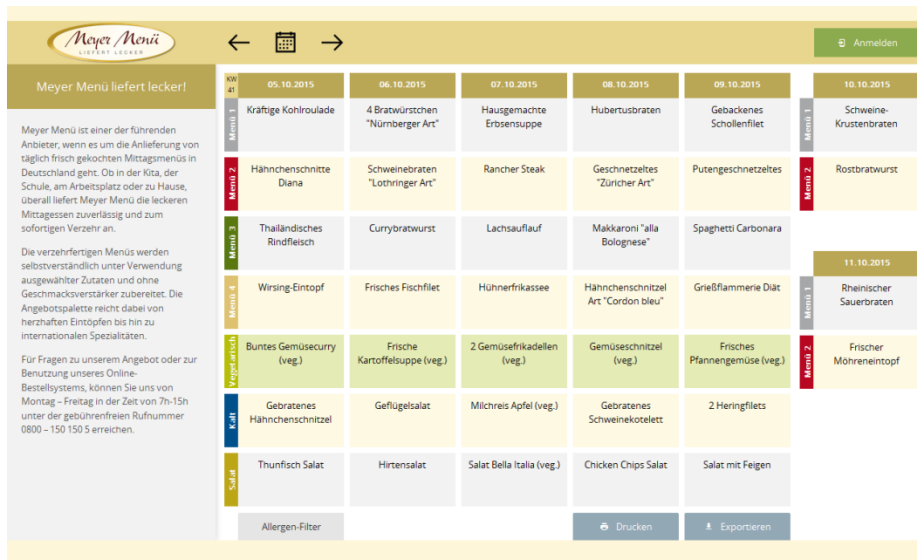 Meyer Menü
LIEFERT LECKER
Anmelden
Meyer Menü liefert lecker!
Meyer Menü ist einer der führenden
Anbieter, wenn es um die Anlieferung von
täglich frisch gekochten Mittagsmenüs in
Deutschland geht. Ob in der Kita, der
Schule, am Arbeitsplatz oder zu Hause,
überall liefert Meyer Menü die leckeren
Mittagessen zuverlässig und zum
sofortigen Verzehr an.
Die verzehrfertigen Menüs werden
selbstverständlich unter Verwendung
ausgewählter Zutaten und ohne
Geschmacksverstärker zubereitet. Die
Angebotspalette reicht dabei von
herzhaften Eintöpfen bis hin zu
internationalen Spezialitäten.
Für Fragen zu unserem Angebot oder zur
Benutzung unseres Online-
Bestellsystems, können Sie uns von
Montag – Freitag in der Zeit von 7h-15h
unter der gebührenfreien Rufnummer
0800 – 150 150 5 erreichen.
KW
41
05.10.2015
06.10.2015
07.10.2015
08.10.2015
09.10.2015
Menü 1
Kräftige Kohlroulade
4 Bratwürstchen
"Nürnberger Art"
Hausgemachte
Erbsensuppe
Hubertusbraten
Gebackenes
Schollenfilet
Menü 2
Hähnchenschnitte
Diana
Schweinebraten
"Lothringer Art"
Rancher Steak
Geschnetzeltes
"Züricher Art"
Putengeschnetzeltes
Menü 3
Thailändisches
Rindfleisch
Currybratwurst
Lachsauflauf
Makkaroni "alla
Bolognese"
Spaghetti Carbonara
Menü 4
Wirsing-Eintopf
Frisches Fischfilet
Hühnerfrikassee
Hähnchenschnitzel
Art "Cordon bleu"
Grießflammerie Diät
Vegetarisch
Buntes Gemüsecurry
(veg.)
Frische
Kartoffelsuppe (veg.)
2 Gemüsefrikadellen
(veg.)
Gemüseschnitzel
(veg.)
Frisches
Pfannengemüse (veg.)
Kalt
Gebratenes
Hähnchenschnitzel
Geflügelsalat
Milchreis Apfel (veg.)
Gebratenes
Schweinekotelett
2 Heringfilets
Salat
Thunfisch Salat
Hirtensalat
Salat Bella Italia (veg.)
Chicken Chips Salat
Salat mit Feigen
10.10.2015
Menü 1
Schweine-
Krustenbraten
Menü 2
Rostbratwurst
11.10.2015
Menü 1
Rheinischer
Sauerbraten
Menü 2
Frischer
Möhreneintopf
Allergen-Filter
Drucken
Exportieren